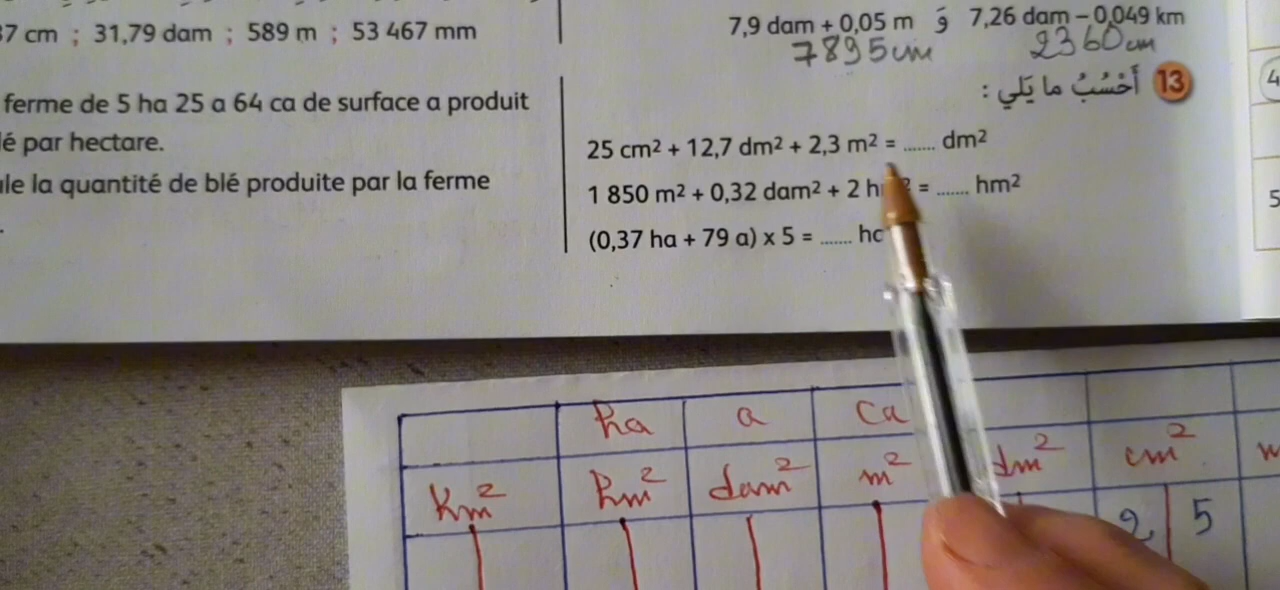 37 cm ; 31,79 dam ; 589 m ; 53 467 mm
ferme de 5 ha 25 a 64 ca de surface a produit
par hectare.
la quantité de blé produite par la ferme
7,9 dam + 0,05 m وَ 7,26 dam – 0,049 km
7895cm 2360cm
13 أَحْسُبُ ما يَلي :
25 cm² + 12,7 dm² + 2,3 m² = ....... dm²
1 850 m² + 0,32 dam² + 2 = ....... hm²
(0,37 ha + 79 a) x 5 = .......
4
5
ha a ca
Km² hm² dam² m² dm² cm²
2 5